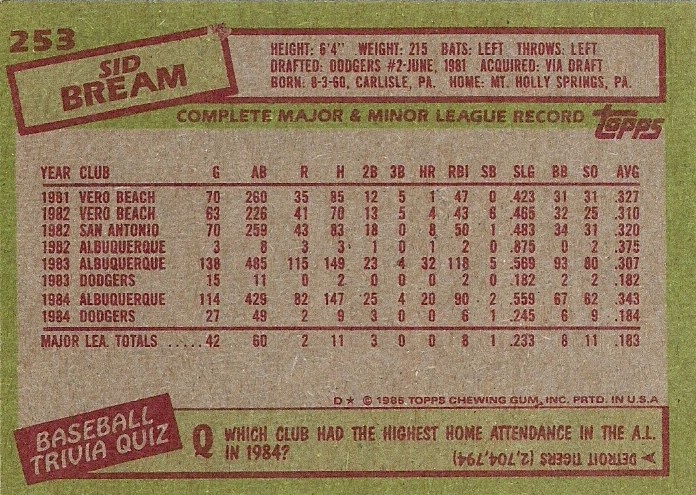 253
SID
BREAM
HEIGHT: 6'4" WEIGHT: 215 BATS: LEFT THROWS: LEFT
DRAFTED: DODGERS #2-JUNE, 1981 ACQUIRED: VIA DRAFT
BORN: 8-3-60, CARLISLE, PA. HOME: MT. HOLLY SPRINGS, PA.
COMPLETE MAJOR & MINOR LEAGUE RECORD topps
YEAR CLUB G AB R H 2B 3B HR RBI SB SLG BB SO AVG
1981 VERO BEACH 70 260 35 85 12 5 1 47 0 .423 31 31 .327
1982 VERO BEACH 63 226 41 70 13 5 4 43 6 .465 32 25 .310
1982 SAN ANTONIO 70 259 43 83 18 0 8 50 1 .483 34 31 .320
1982 ALBUQUERQUE 3 8 3 3 1 0 1 2 0 .875 0 2 .375
1983 ALBUQUERQUE 138 485 115 149 23 4 32 118 5 .569 93 80 .307
1983 DODGERS 15 11 0 2 0 0 0 2 0 .182 2 2 .182
1984 ALBUQUERQUE 114 429 82 147 25 4 20 90 2 .559 67 62 .343
1984 DODGERS 27 49 2 9 3 0 0 6 1 .245 6 9 .184
MAJOR LEA. TOTALS ..... 42 60 2 11 3 0 0 8 1 .233 8 11 .183
D★ © 1985 TOPPS CHEWING GUM, INC. PRTD. IN U.S.A
BASEBALL
TRIVIA QUIZ
Q WHICH CLUB HAD THE HIGHEST HOME ATTENDANCE IN THE A.L.
IN 1984?
A DETROIT TIGERS (2,704,794)